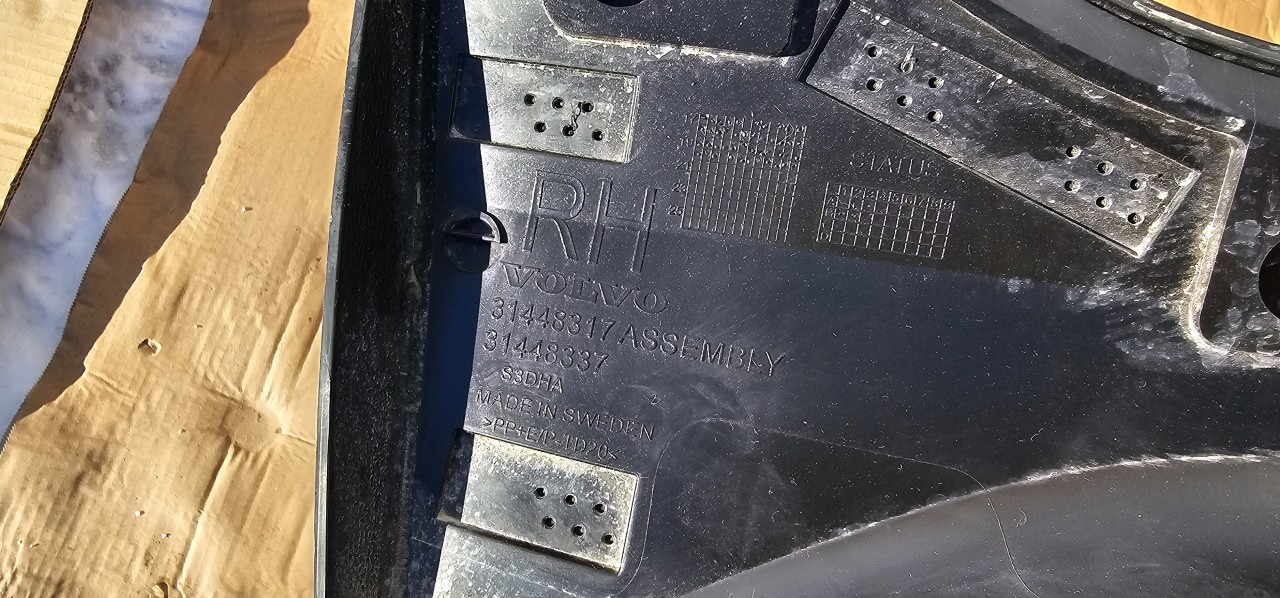 STATUS
RH
VOLVO
31448317 ASSEMBLY
31448337
S3DHA
MADE IN SWEDEN
>PP+E/P-TD20<